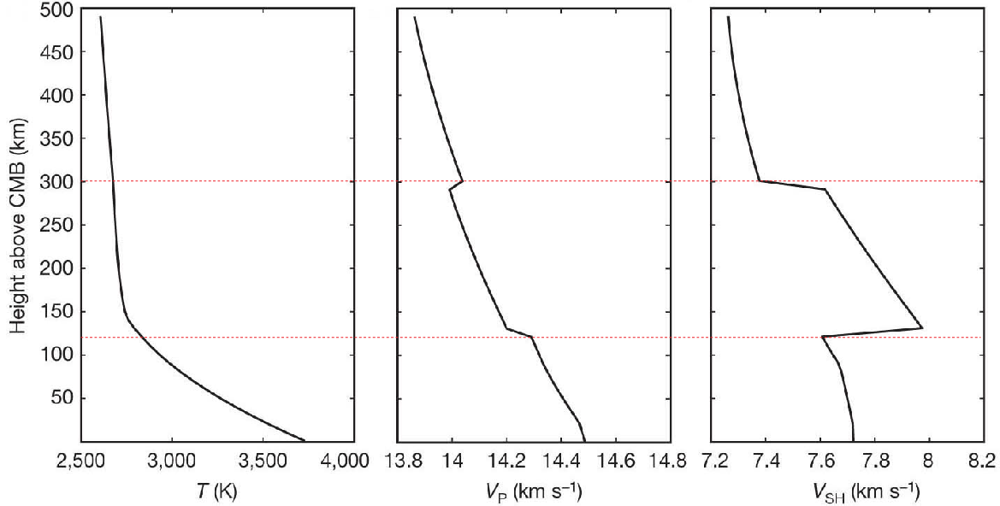 Height above CMB (km)
500
450
400
350
300
250
200
150
100
50
2,500 3,000 3,500 4,000
T (K)
13.8 14 14.2 14.4 14.6 14.8
V_P (km s⁻¹)
7.2 7.4 7.6 7.8 8 8.2
V_SH (km s⁻¹)